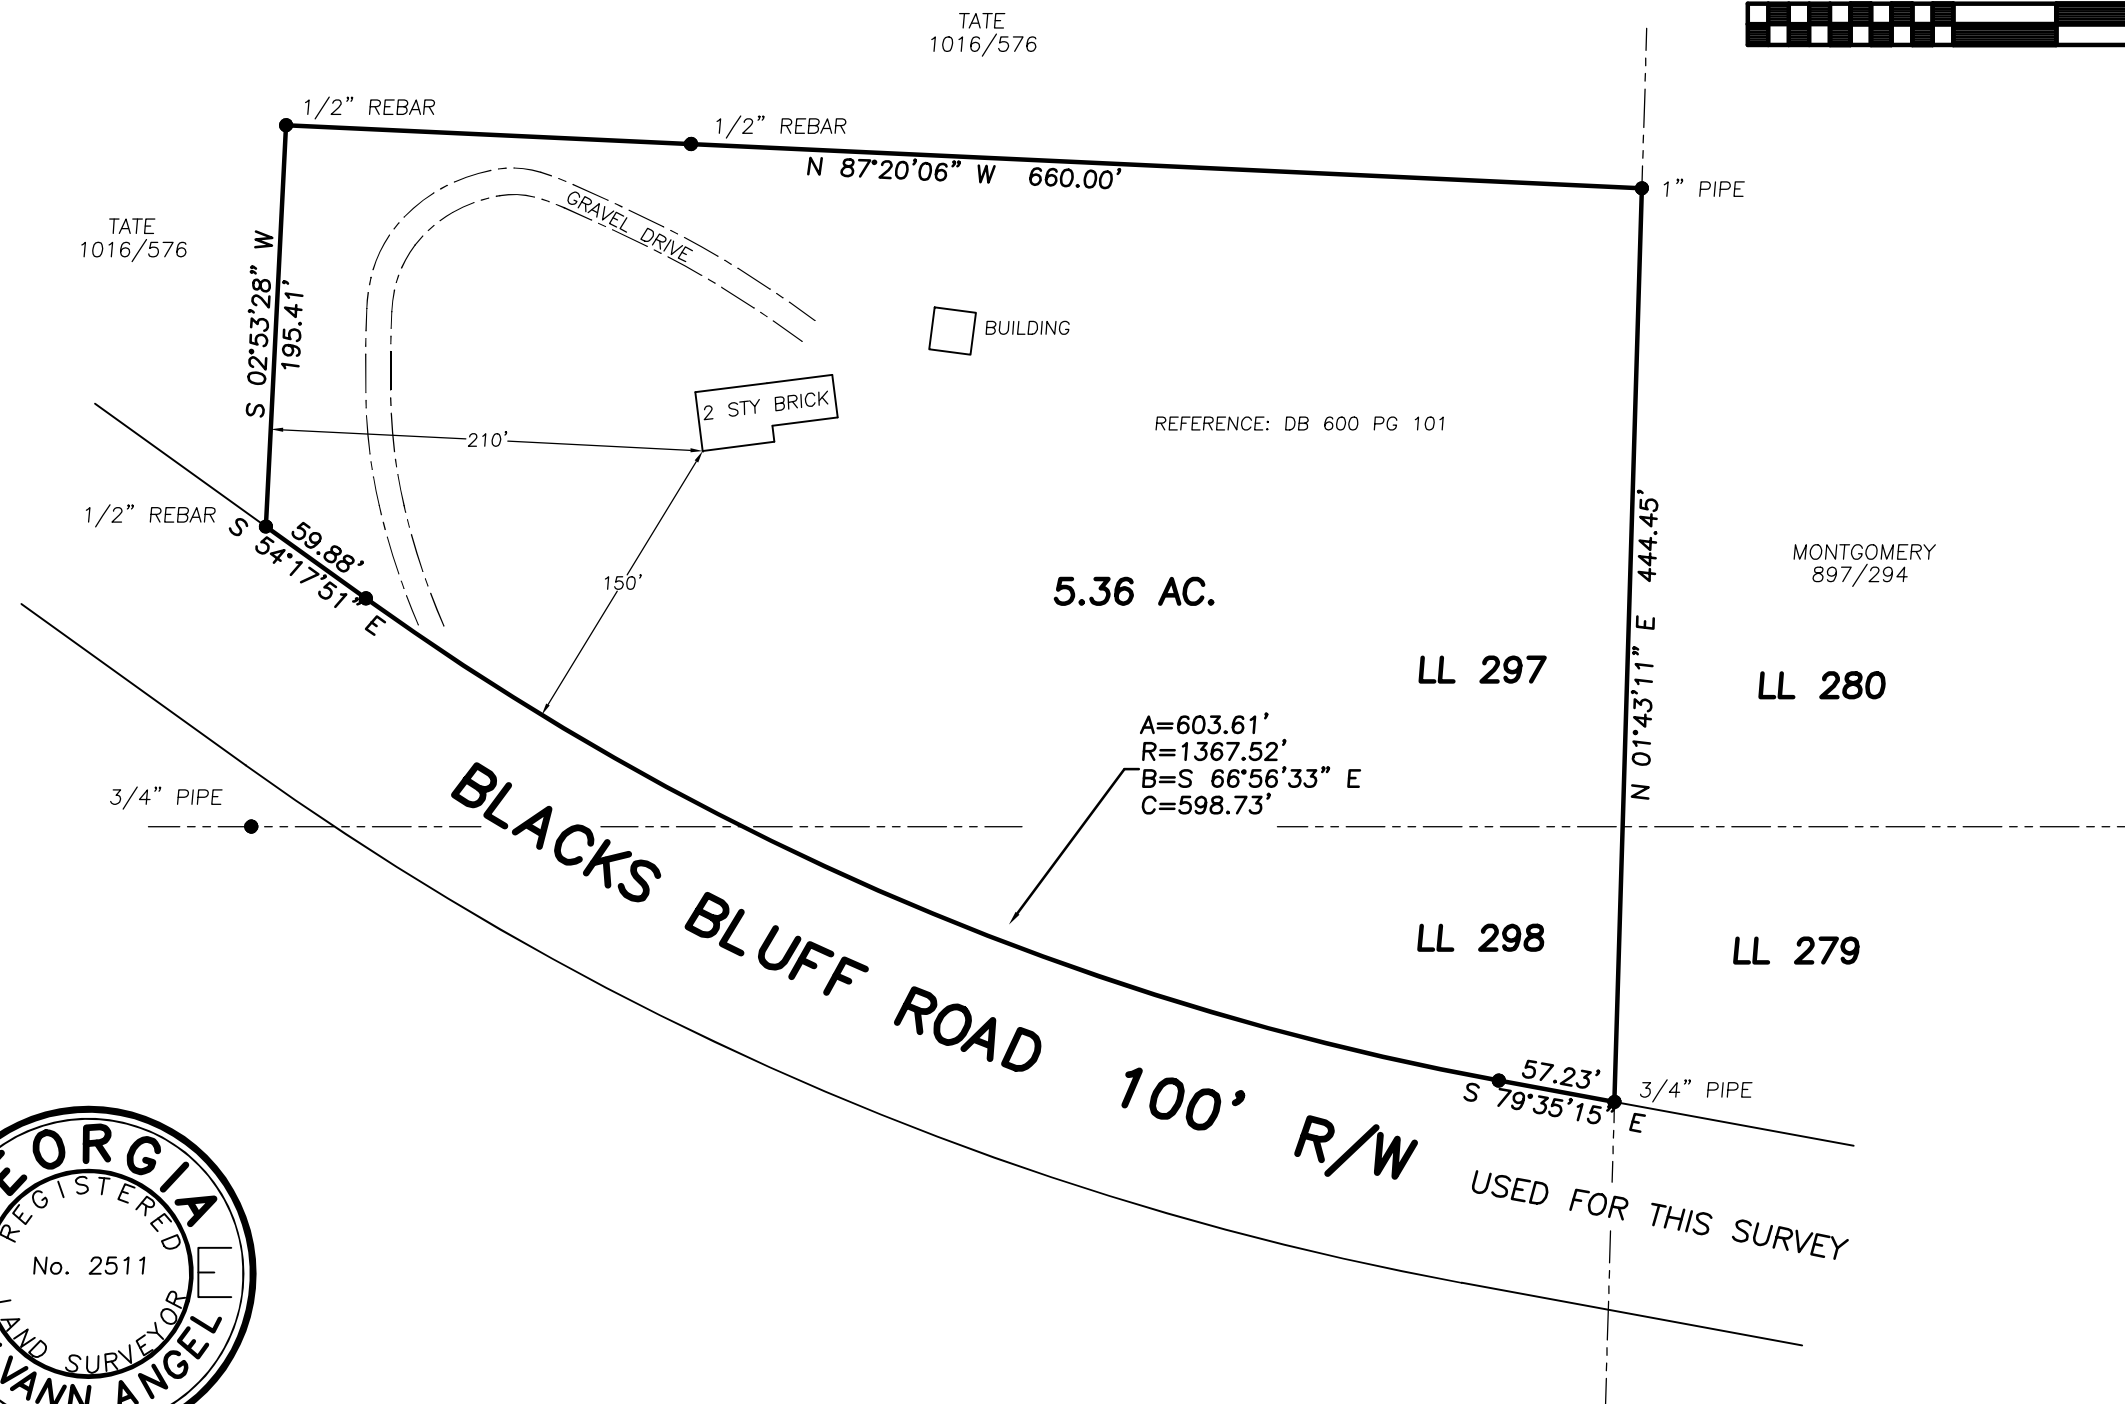 TATE
1016/576
1/2" REBAR
1/2" REBAR
N 87°20'06" W 660.00'
1" PIPE
TATE
1016/576
GRAVEL DRIVE
S 02°53'28" W
195.41'
BUILDING
2 STY BRICK
210'
REFERENCE: DB 600 PG 101
1/2" REBAR
59.88'
S 54°17'51" E
150'
5.36 AC.
N 01°43'11" E 444.45'
MONTGOMERY
897/294
LL 297
LL 280
A=603.61'
R=1367.52'
B=S 66°56'33" E
C=598.73'
3/4" PIPE
BLACKS BLUFF ROAD 100' R/W
USED FOR THIS SURVEY
LL 298
LL 279
57.23'
S 79°35'15" E
3/4" PIPE
EORGIA
REGISTERED
No. 2511
LAND SURVEYOR
VANN ANGEL